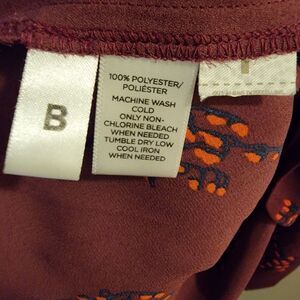 B
100% POLYESTER/
POLIÉSTER
MACHINE WASH
COLD
ONLY NON-
CHLORINE BLEACH
WHEN NEEDED
TUMBLE DRY LOW
COOL IRON
WHEN NEEDED